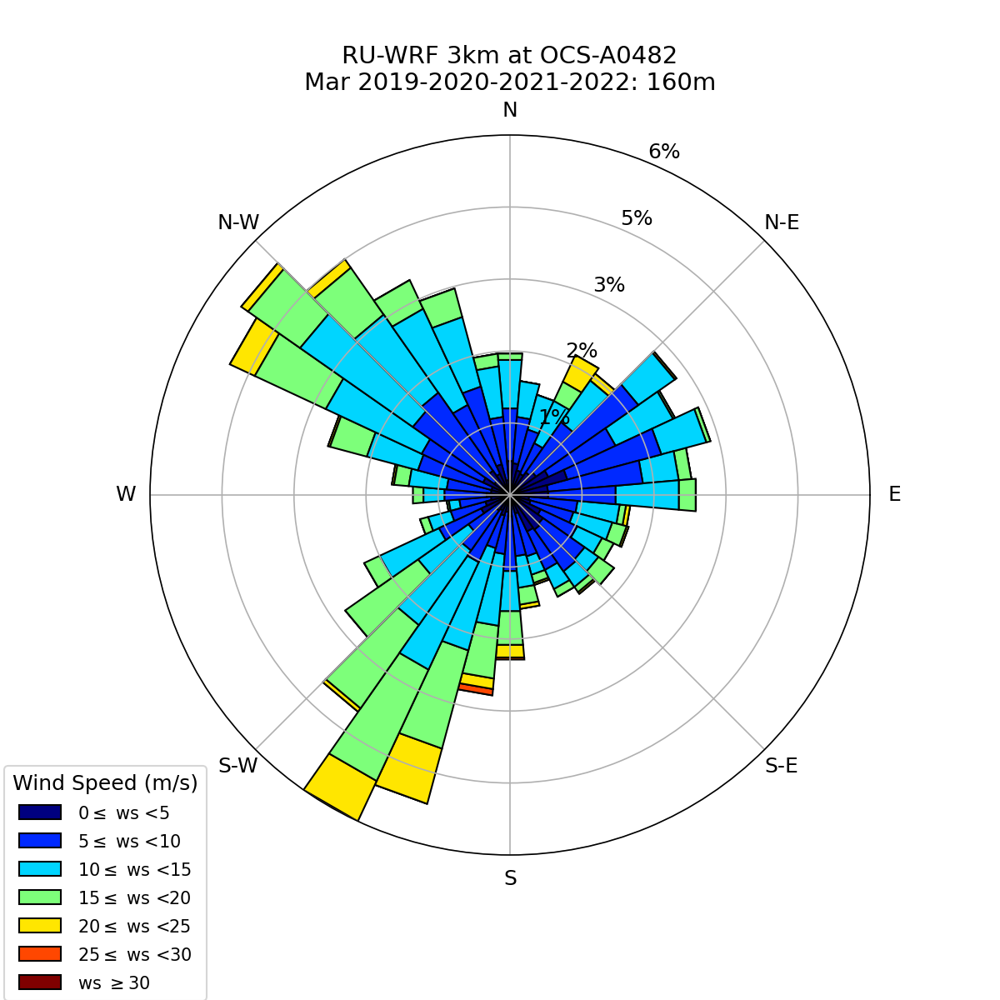 RU-WRF 3km at OCS-A0482
Mar 2019-2020-2021-2022: 160m
N
6%
N-W
N-E
5%
3%
2%
1%
W
E
S-W
S-E
S
Wind Speed (m/s)
0≤ ws <5
5≤ ws <10
10≤ ws <15
15≤ ws <20
20≤ ws <25
25≤ ws <30
ws ≥30